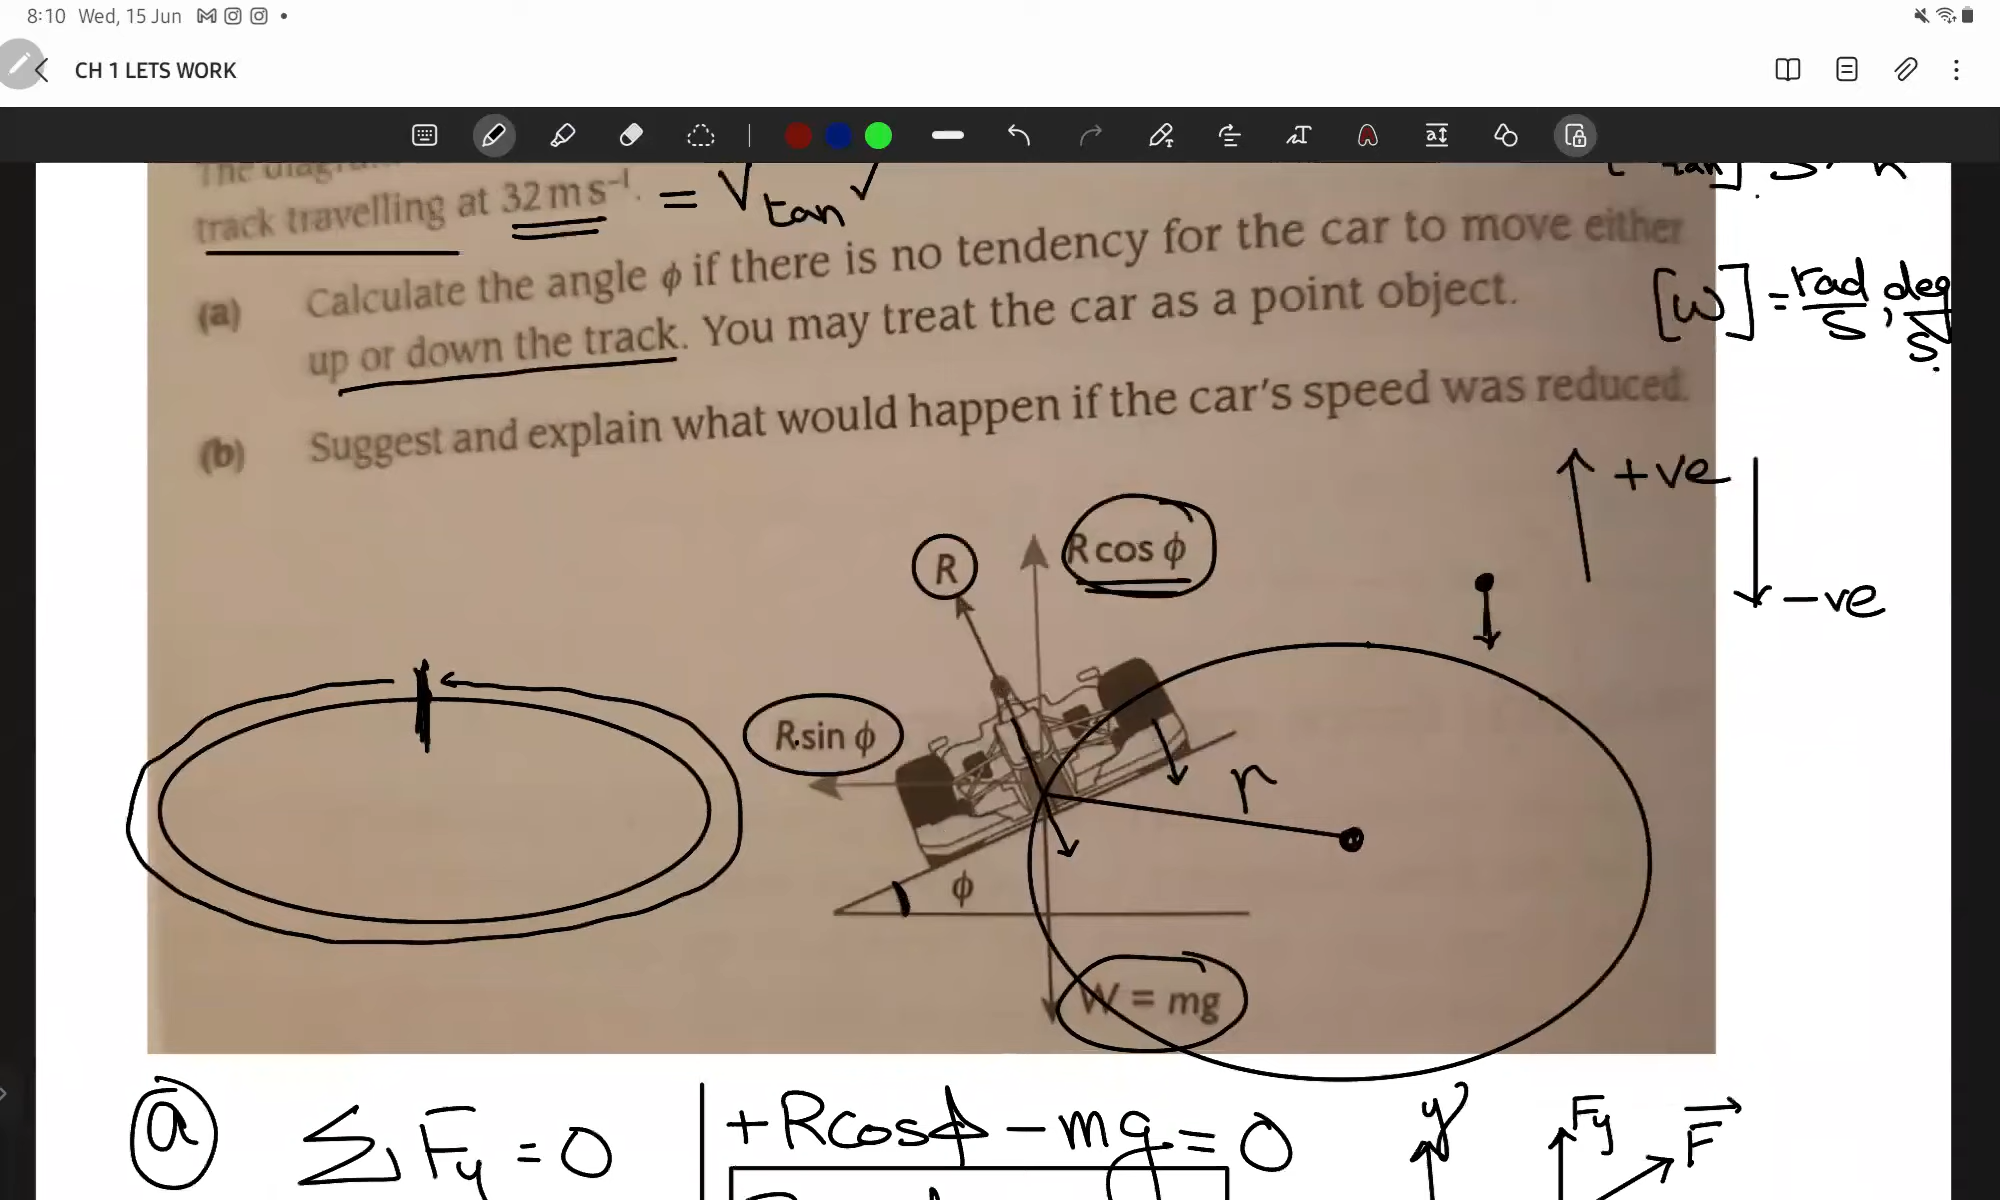 8:10 Wed, 15 Jun
CH 1 LETS WORK
The diagram
track travelling at 32 m s⁻¹. = Vtan ✓
[ω] = rad/s, deg/s.
(a) Calculate the angle ϕ if there is no tendency for the car to move either
up or down the track. You may treat the car as a point object.
(b) Suggest and explain what would happen if the car's speed was reduced.
+ve
-ve
R
R cos ϕ
R sin ϕ
r
ϕ
W = mg
(a) ΣFy = 0
+Rcosϕ - mg = 0
y
Fy
F